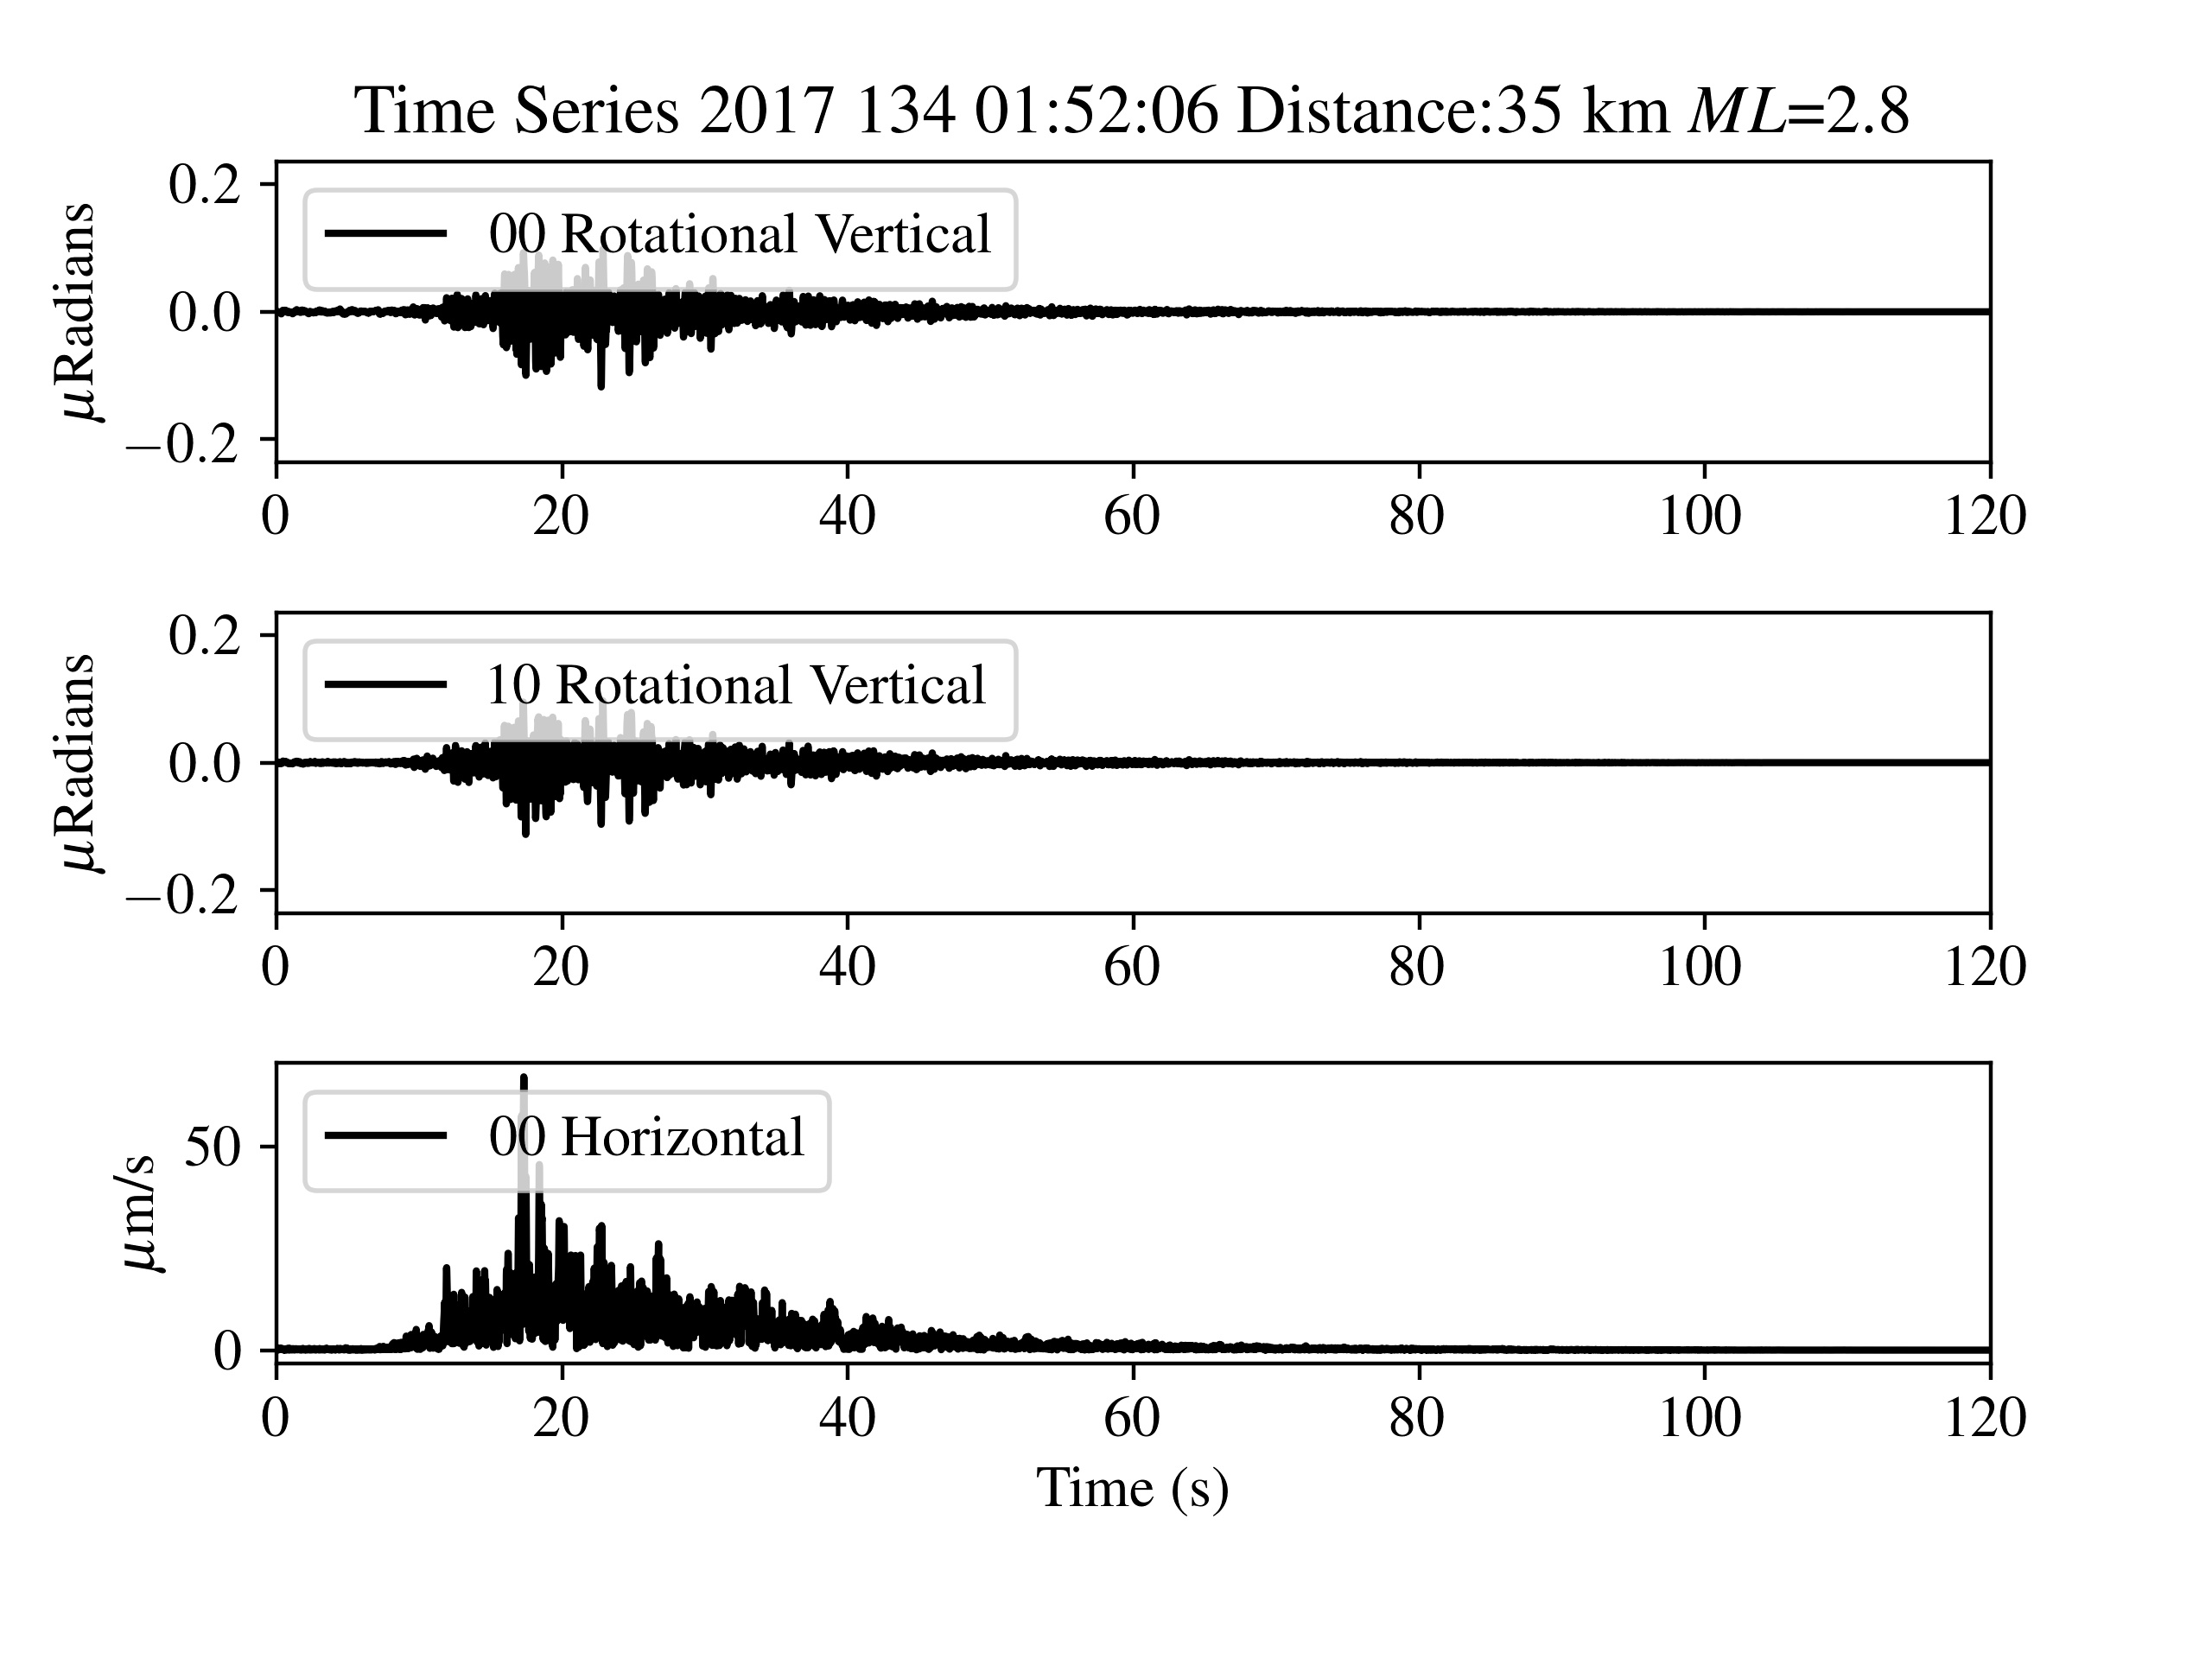 Time Series 2017 134 01:52:06 Distance:35 km ML=2.8
μRadians
0.2
0.0
−0.2
00 Rotational Vertical
0 20 40 60 80 100 120
μRadians
0.2
0.0
−0.2
10 Rotational Vertical
0 20 40 60 80 100 120
μm/s
50
0
00 Horizontal
0 20 40 60 80 100 120
Time (s)